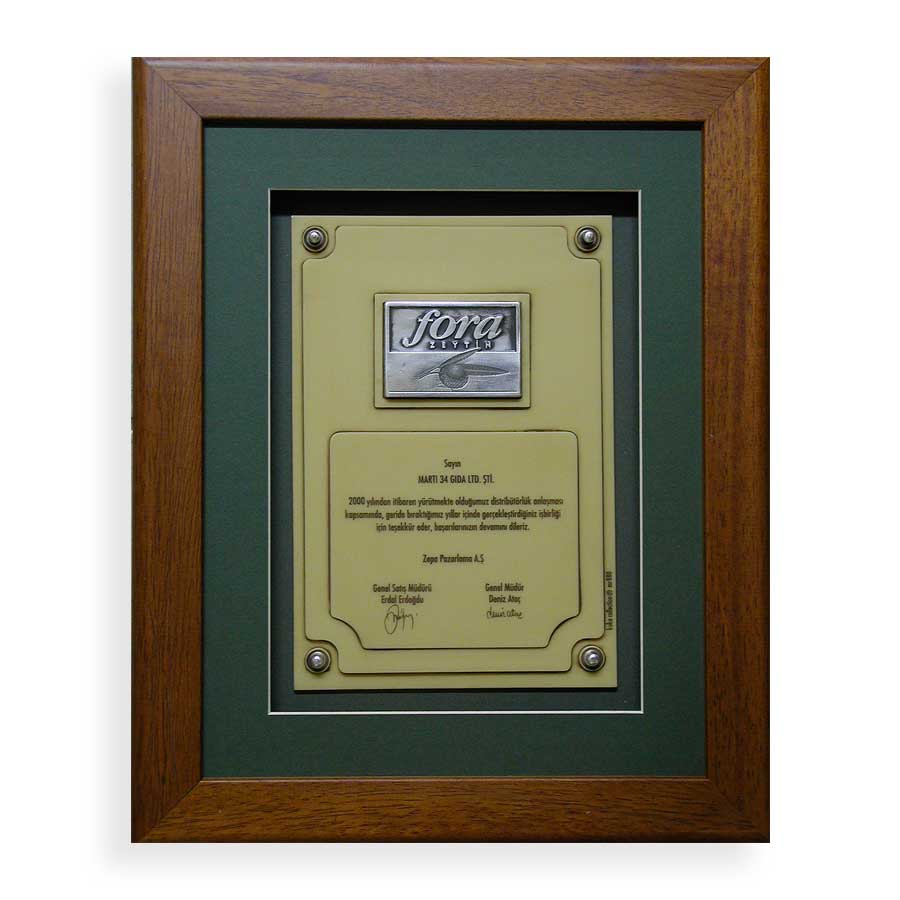 fora
ZEYTİN
Sayın
MARTI 34 GIDA LTD. ŞTİ.
2000 yılından itibaren yürütmekte olduğumuz distribütörlük anlaşması
kapsamında, geride bıraktığımız yıllar içinde gerçekleştirdiğiniz işbirliği
için teşekkür eder, başarılarınızın devamını dileriz.
Zepa Pazarlama A.Ş
Genel Satış Müdürü Genel Müdür
Erdal Erdoğdu Deniz Ataç